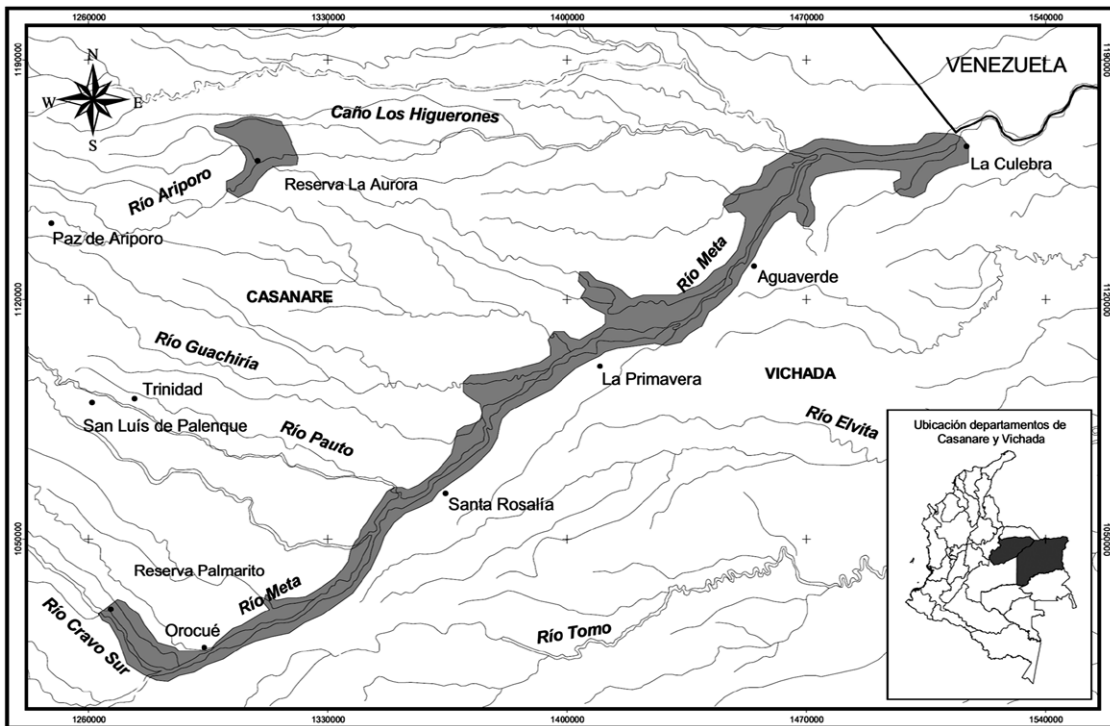 1260000
1330000
1400000
1470000
1540000
1190000
1190000
N
W
E
S
VENEZUELA
Caño Los Higuerones
La Culebra
Río Ariporo
Reserva La Aurora
Paz de Ariporo
Río Meta
Aguaverde
CASANARE
1120000
1120000
Río Guachiría
La Primavera
VICHADA
Trinidad
San Luís de Palenque
Río Pauto
Río Elvita
Ubicación departamentos de
Casanare y Vichada
Santa Rosalía
1050000
1050000
Reserva Palmarito
Río Meta
Río Cravo Sur
Orocué
Río Tomo
1260000
1330000
1400000
1470000
1540000